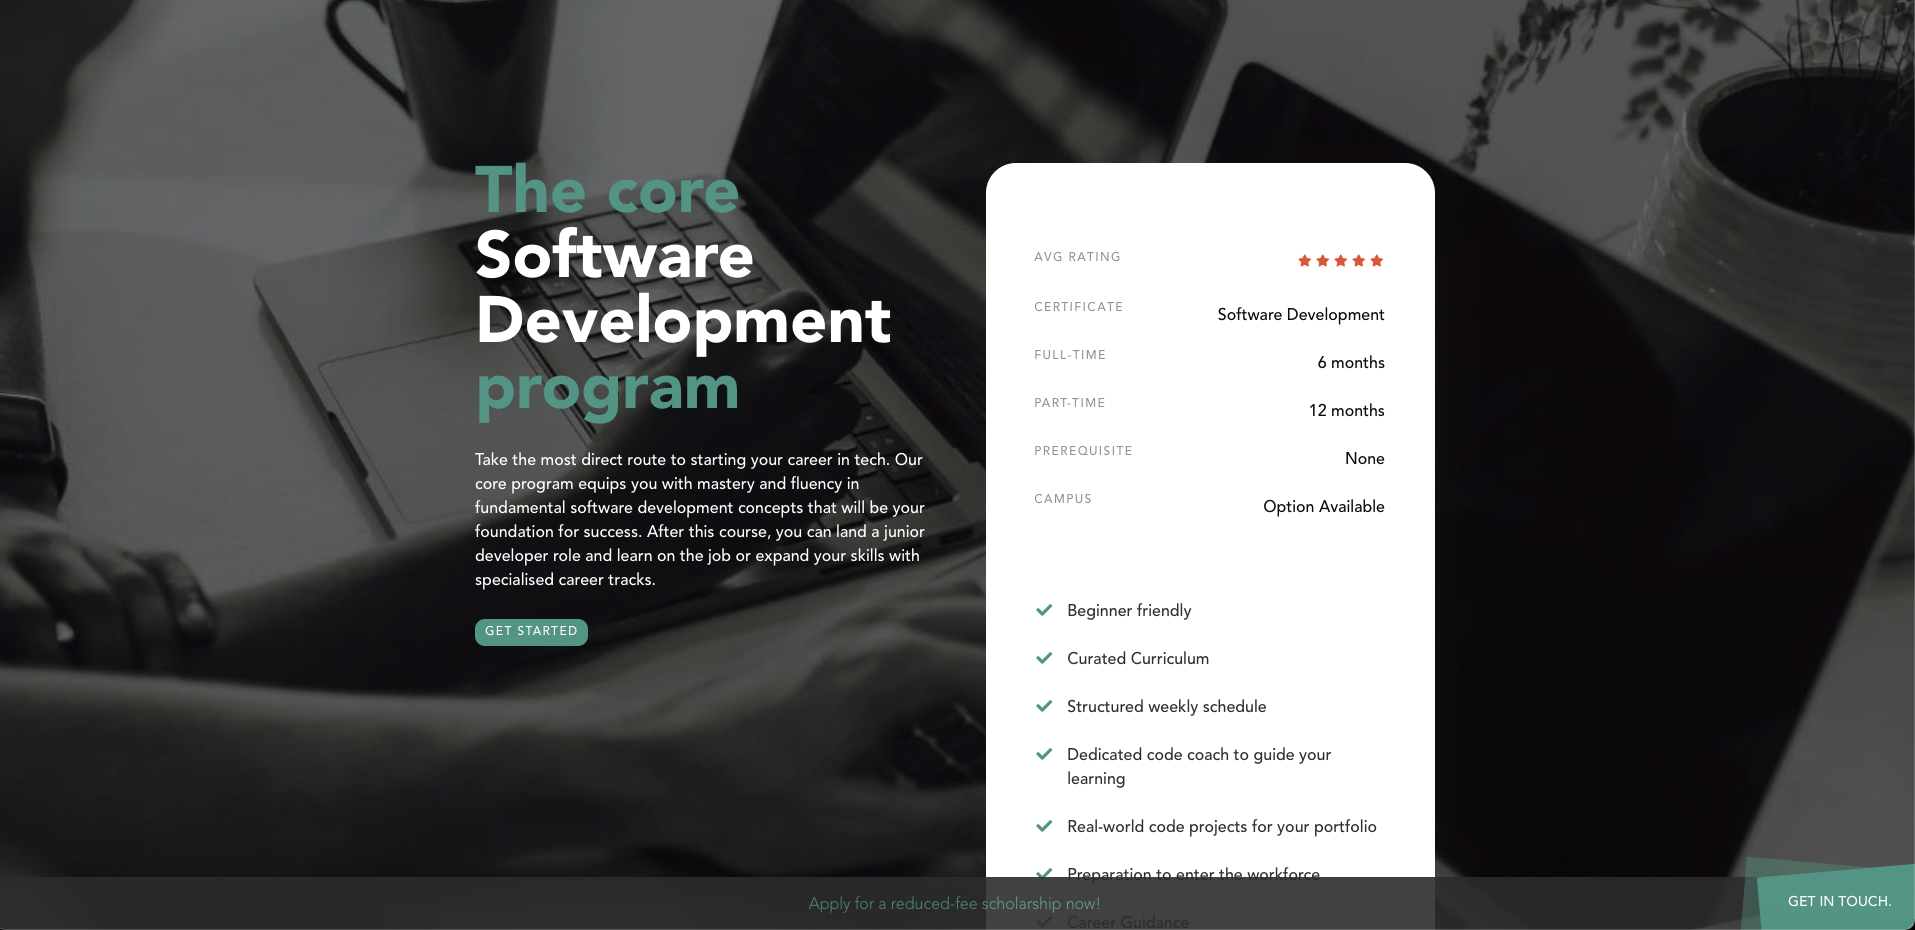 The core
Software
Development
program
Take the most direct route to starting your career in tech. Our
core program equips you with mastery and fluency in
fundamental software development concepts that will be your
foundation for success. After this course, you can land a junior
developer role and learn on the job or expand your skills with
specialised career tracks.
GET STARTED
AVG RATING
CERTIFICATE Software Development
FULL-TIME 6 months
PART-TIME 12 months
PREREQUISITE None
CAMPUS Option Available
Beginner friendly
Curated Curriculum
Structured weekly schedule
Dedicated code coach to guide your
learning
Real-world code projects for your portfolio
Preparation to enter the workforce
Career Guidance
Apply for a reduced-fee scholarship now!
GET IN TOUCH.